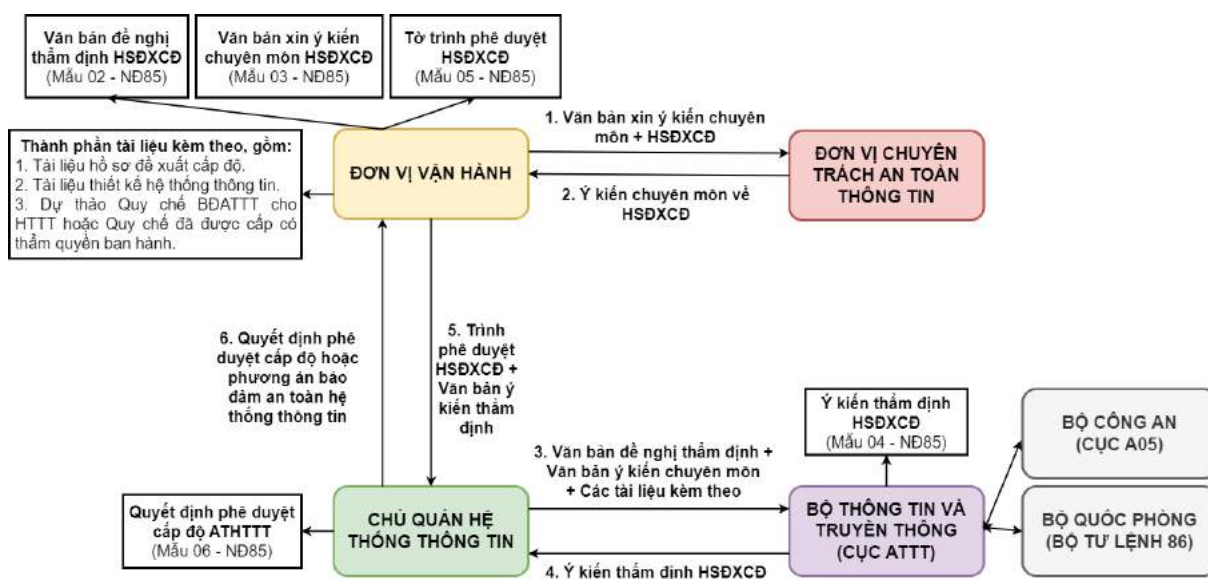 Văn bản đề nghị
thẩm định HSĐXCĐ
(Mẫu 02 - NĐ85)
Văn bản xin ý kiến
chuyên môn HSĐXCĐ
(Mẫu 03 - NĐ85)
Tờ trình phê duyệt
HSĐXCĐ
(Mẫu 05 - NĐ85)
Thành phần tài liệu kèm theo, gồm:
1. Tài liệu hồ sơ đề xuất cấp độ.
2. Tài liệu thiết kế hệ thống thông tin.
3. Dự thảo Quy chế BĐATTT cho
HTTT hoặc Quy chế đã được cấp có
thẩm quyền ban hành.
ĐƠN VỊ VẬN HÀNH
1. Văn bản xin ý kiến chuyên
môn + HSĐXCĐ
2. Ý kiến chuyên môn về
HSĐXCĐ
ĐƠN VỊ CHUYÊN
TRÁCH AN TOÀN
THÔNG TIN
6. Quyết định phê
duyệt cấp độ hoặc
phương án bảo
đảm an toàn hệ
thống thông tin
5. Trình
phê duyệt
HSĐXCĐ +
Văn bản ý
kiến thẩm
định
Ý kiến thẩm định
HSĐXCĐ
(Mẫu 04 - NĐ85)
BỘ CÔNG AN
(CỤC A05)
3. Văn bản đề nghị thẩm định +
Văn bản ý kiến chuyên môn
+ Các tài liệu kèm theo
Quyết định phê duyệt
cấp độ ATHTTT
(Mẫu 06 - NĐ85)
CHỦ QUẢN HỆ
THỐNG THÔNG TIN
BỘ THÔNG TIN VÀ
TRUYỀN THÔNG
(CỤC ATTT)
BỘ QUỐC PHÒNG
(BỘ TƯ LỆNH 86)
4. Ý kiến thẩm định HSĐXCĐ